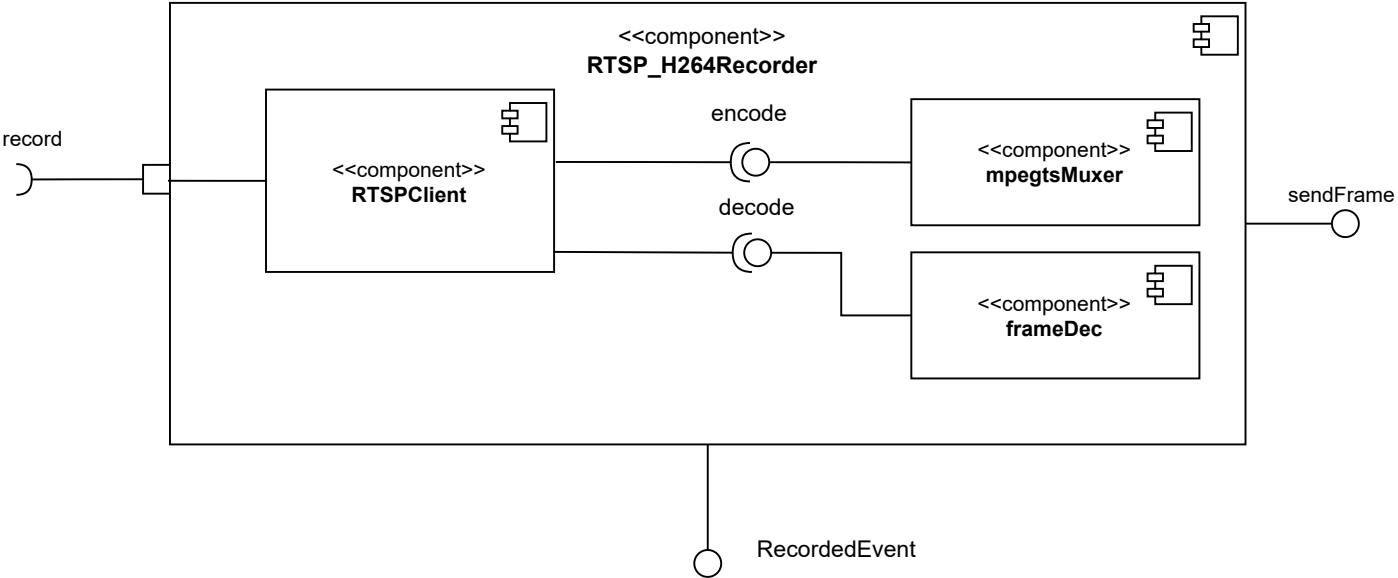 <<component>>
RTSP_H264Recorder
record
<<component>>
RTSPClient
encode
decode
<<component>>
mpegtsMuxer
<<component>>
frameDec
sendFrame
RecordedEvent